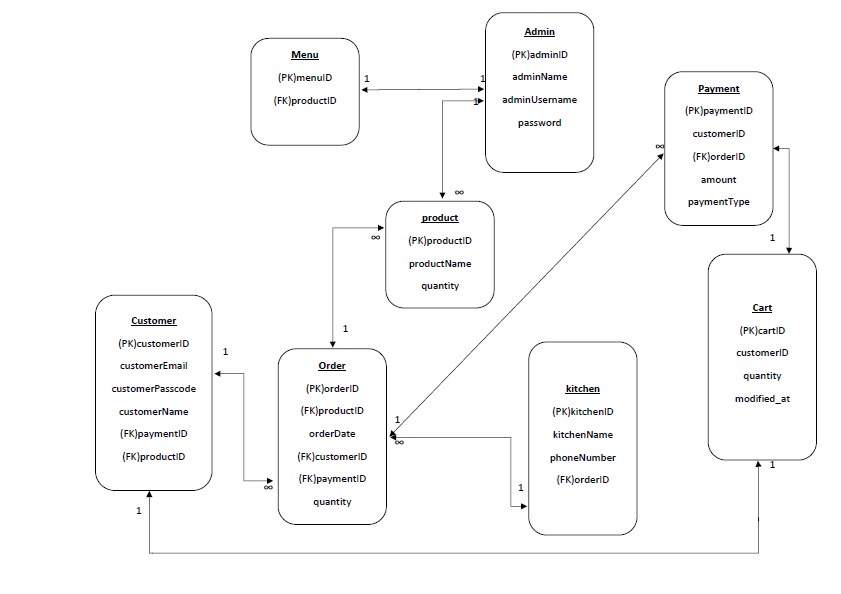 Admin
(PK)adminID
adminName
adminUsername
password
Menu
(PK)menuID
(FK)productID
1
1
1
∞
Payment
(PK)paymentID
customerID
(FK)orderID
amount
paymentType
∞
1
product
(PK)productID
productName
quantity
∞
1
Cart
(PK)cartID
customerID
quantity
modified_at
1
Customer
(PK)customerID
customerEmail
customerPasscode
customerName
(FK)paymentID
(FK)productID
1
∞
1
Order
(PK)orderID
(FK)productID
orderDate
(FK)customerID
(FK)paymentID
quantity
1
∞
kitchen
(PK)kitchenID
kitchenName
phoneNumber
(FK)orderID
1